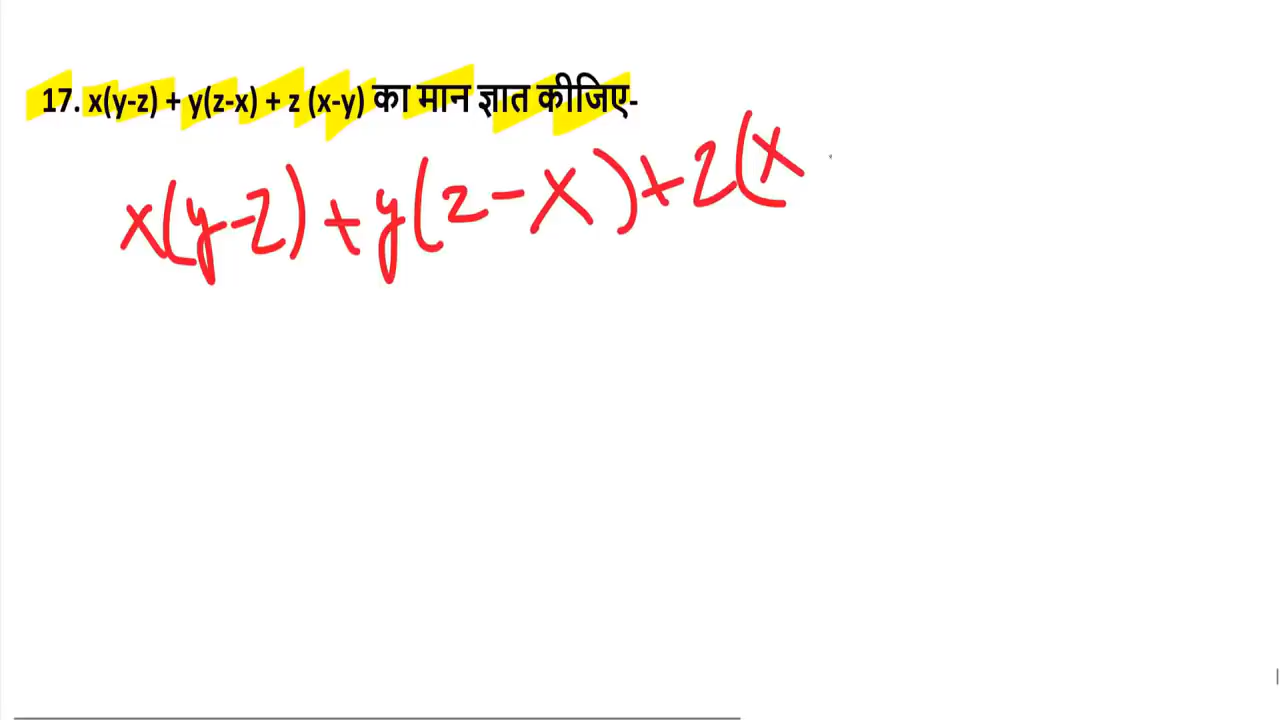 17. x(y-z) + y(z-x) + z (x-y) का मान ज्ञात कीजिए-
x(y-z)+y(z-x)+z(x